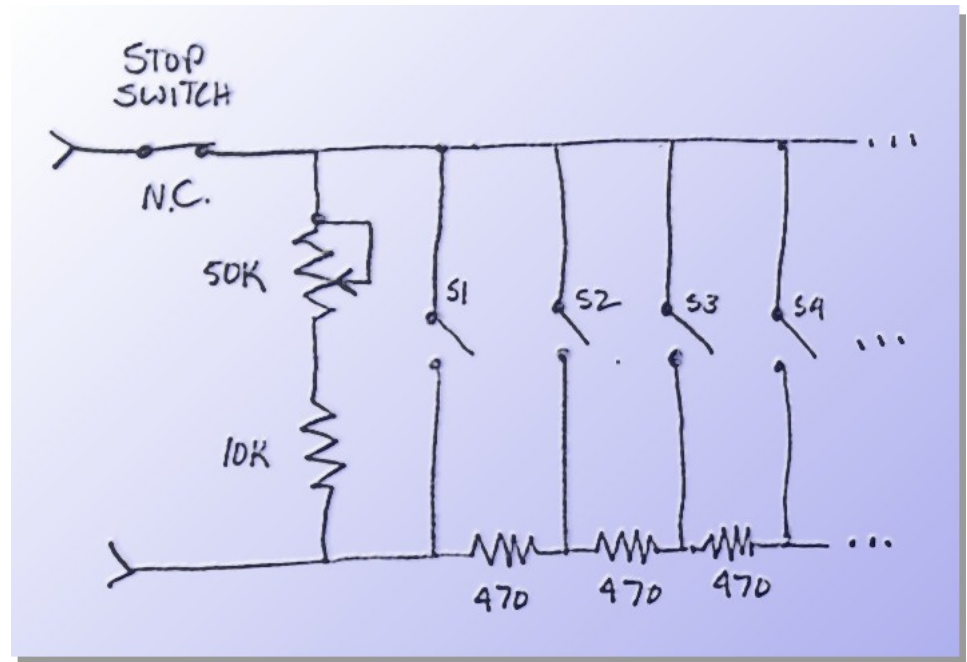 STOP
SWITCH
N.C.
50K
S1
S2
S3
S4
...
10K
...
470
470
470
...